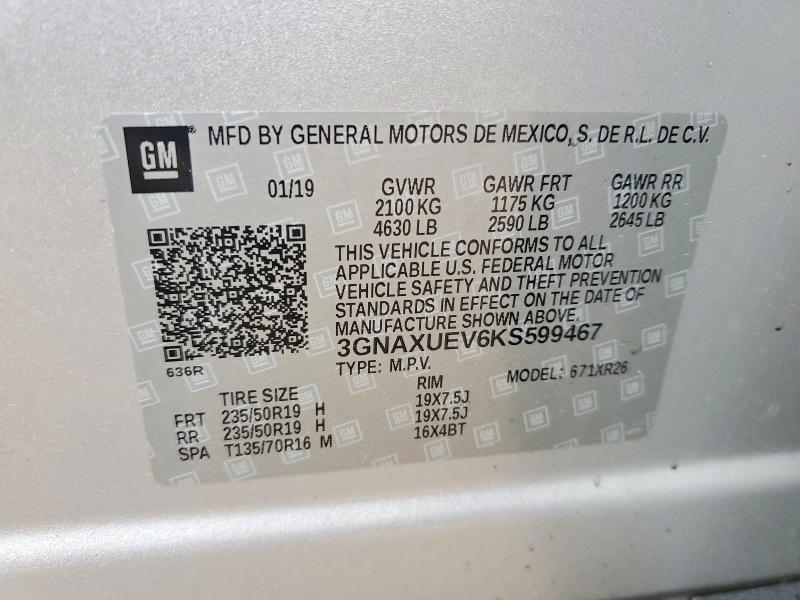 GM
MFD BY GENERAL MOTORS DE MEXICO, S. DE R.L. DE C.V.
01/19 GVWR GAWR FRT GAWR RR
2100 KG 1175 KG 1200 KG
4630 LB 2590 LB 2645 LB
THIS VEHICLE CONFORMS TO ALL
APPLICABLE U.S. FEDERAL MOTOR
VEHICLE SAFETY AND THEFT PREVENTION
STANDARDS IN EFFECT ON THE DATE OF
MANUFACTURE SHOWN ABOVE.
3GNAXUEV6KS599467
636R
TYPE: M.P.V. MODEL: 671XR26
TIRE SIZE RIM
FRT 235/50R19 H 19X7.5J
RR 235/50R19 H 19X7.5J
SPA T135/70R16 M 16X4BT